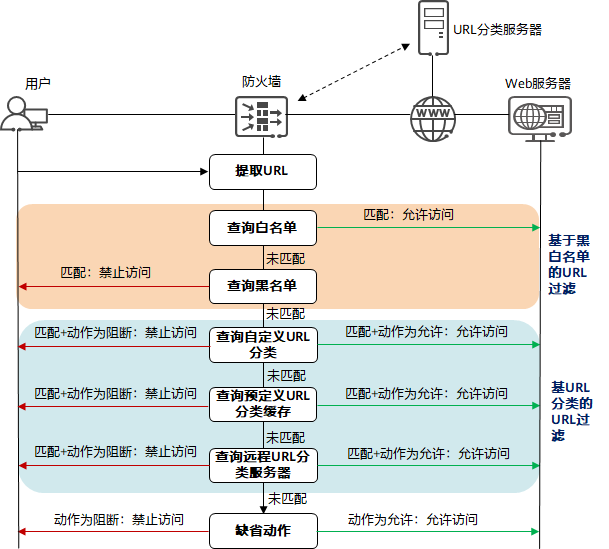 URL分类服务器
用户
防火墙
Web服务器
WWW
提取URL
查询白名单
匹配：允许访问
未匹配
匹配：禁止访问
查询黑名单
基于黑
白名单
的URL
过滤
未匹配
匹配+动作为阻断：禁止访问
查询自定义URL
分类
匹配+动作为允许：允许访问
未匹配
匹配+动作为阻断：禁止访问
查询预定义URL
分类缓存
匹配+动作为允许：允许访问
基URL
分类的
URL过
滤
未匹配
匹配+动作为阻断：禁止访问
查询远程URL分
类服务器
匹配+动作为允许：允许访问
未匹配
动作为阻断：禁止访问
缺省动作
动作为允许：允许访问